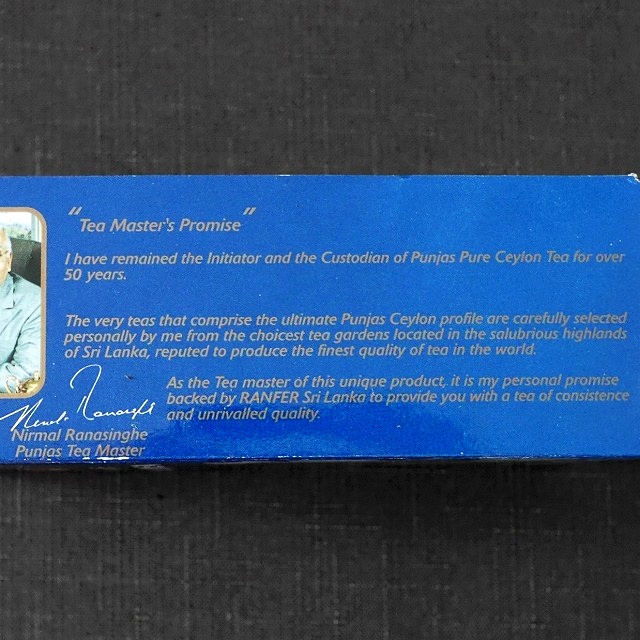 "Tea Master's Promise"
I have remained the Initiator and the Custodian of Punjas Pure Ceylon Tea for over
50 years.
The very teas that comprise the ultimate Punjas Ceylon profile are carefully selected
personally by me from the choicest tea gardens located in the salubrious highlands
of Sri Lanka, reputed to produce the finest quality of tea in the world.
As the Tea master of this unique product, it is my personal promise
backed by RANFER Sri Lanka to provide you with a tea of consistence
and unrivalled quality.
Nirmal Ranasinghe
Punjas Tea Master